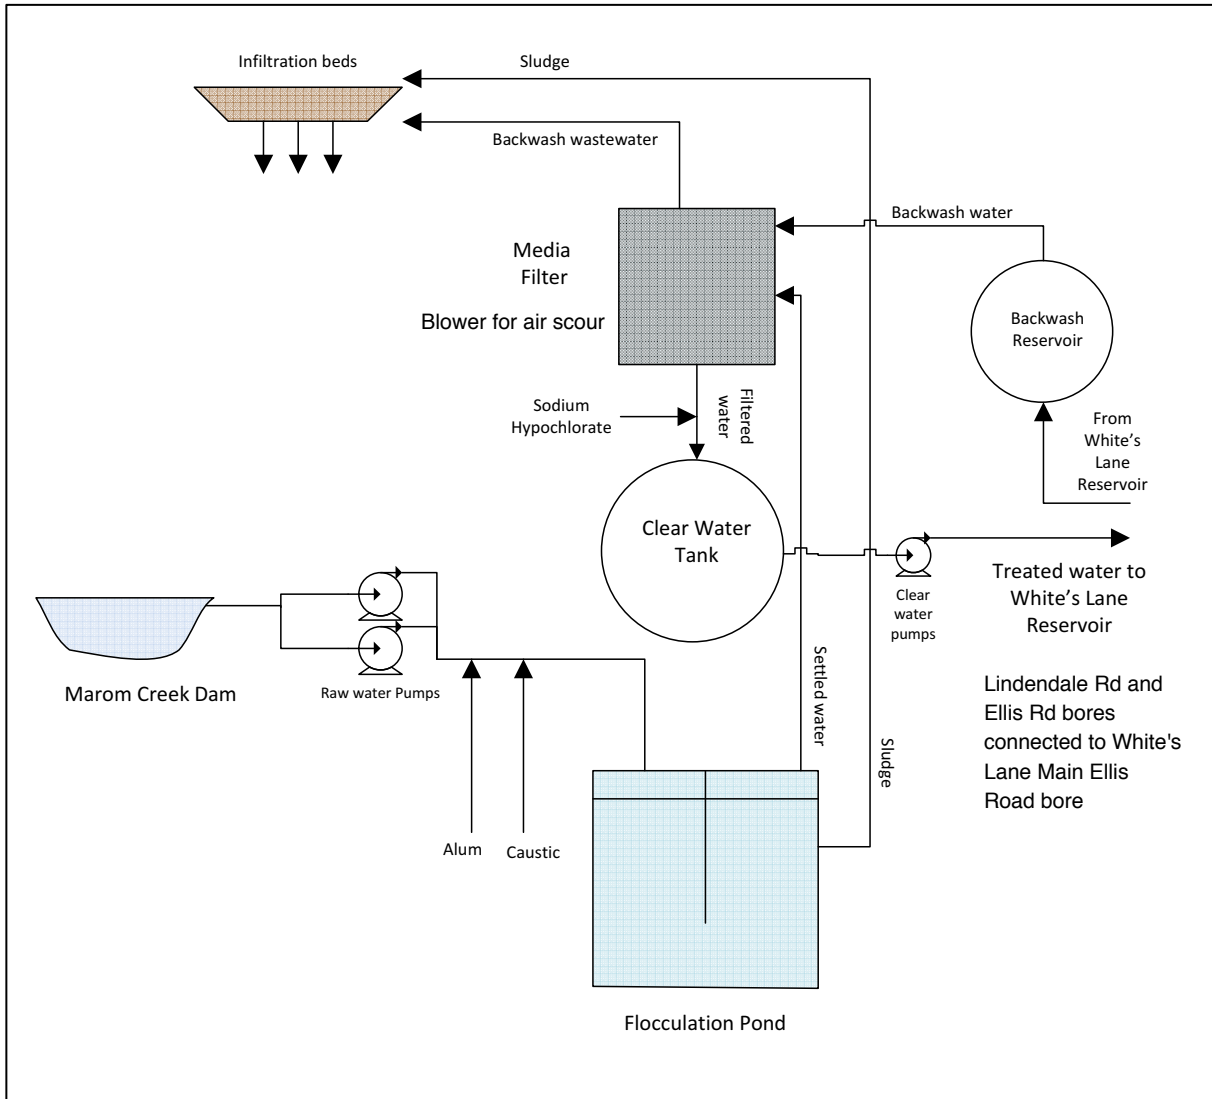 Infiltration beds
Sludge
Backwash wastewater
Backwash water
Media
Filter
Blower for air scour
Backwash
Reservoir
Sodium
Hypochlorate
Filtered
water
From
White's
Lane
Reservoir
Clear Water
Tank
Clear
water
pumps
Treated water to
White's Lane
Reservoir
Marom Creek Dam
Raw water Pumps
Settled water
Sludge
Lindendale Rd and
Ellis Rd bores
connected to White's
Lane Main Ellis
Road bore
Alum
Caustic
Flocculation Pond